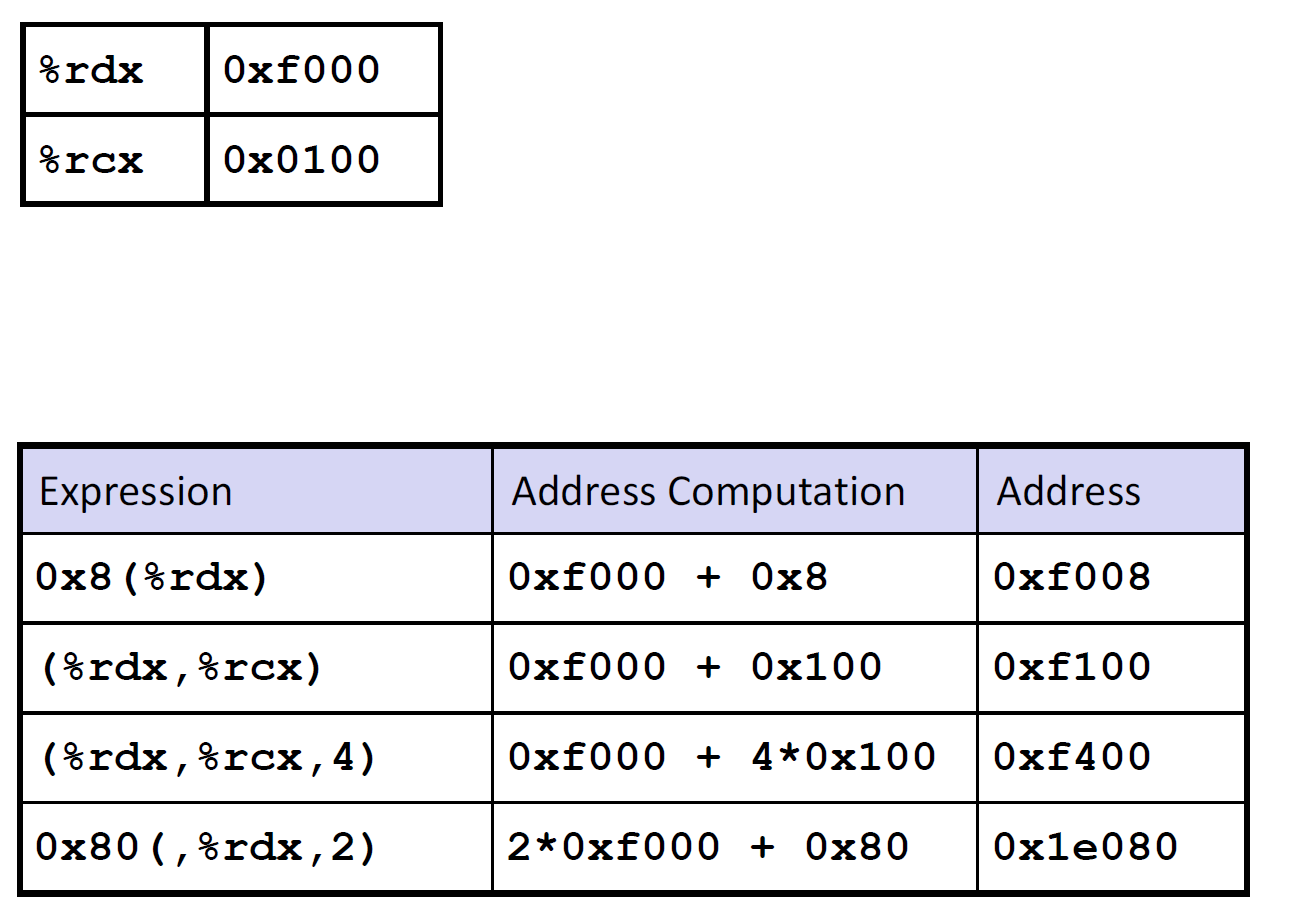 %rdx 0xf000
%rcx 0x0100
Expression Address Computation Address
0x8(%rdx) 0xf000 + 0x8 0xf008
(%rdx,%rcx) 0xf000 + 0x100 0xf100
(%rdx,%rcx,4) 0xf000 + 4*0x100 0xf400
0x80(,%rdx,2) 2*0xf000 + 0x80 0x1e080